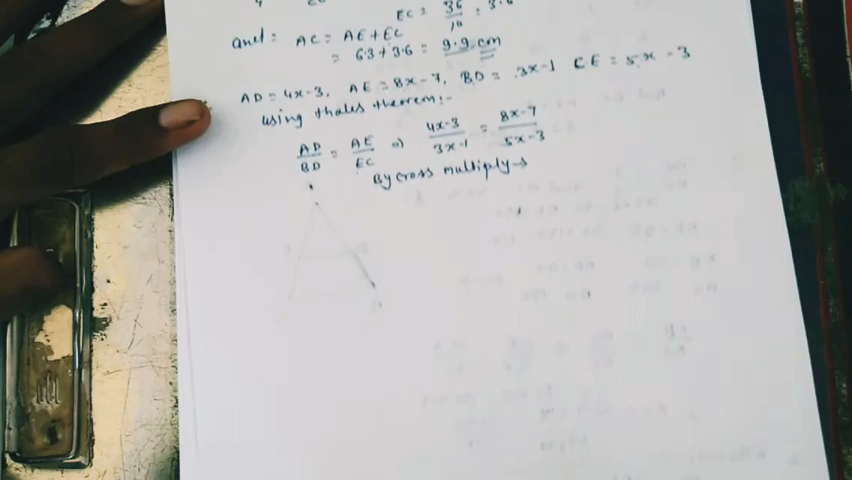 EC = 36/10 = 3.6
and: AC = AE + EC
= 6.3 + 3.6 = 9.9 cm
AD = 4x-3, AE = 8x-7, BD = 3x-1 CE = 5x-3
using thales theorem:-
AD/BD = AE/EC ⇒ 4x-3/3x-1 = 8x-7/5x-3
By cross multiply→